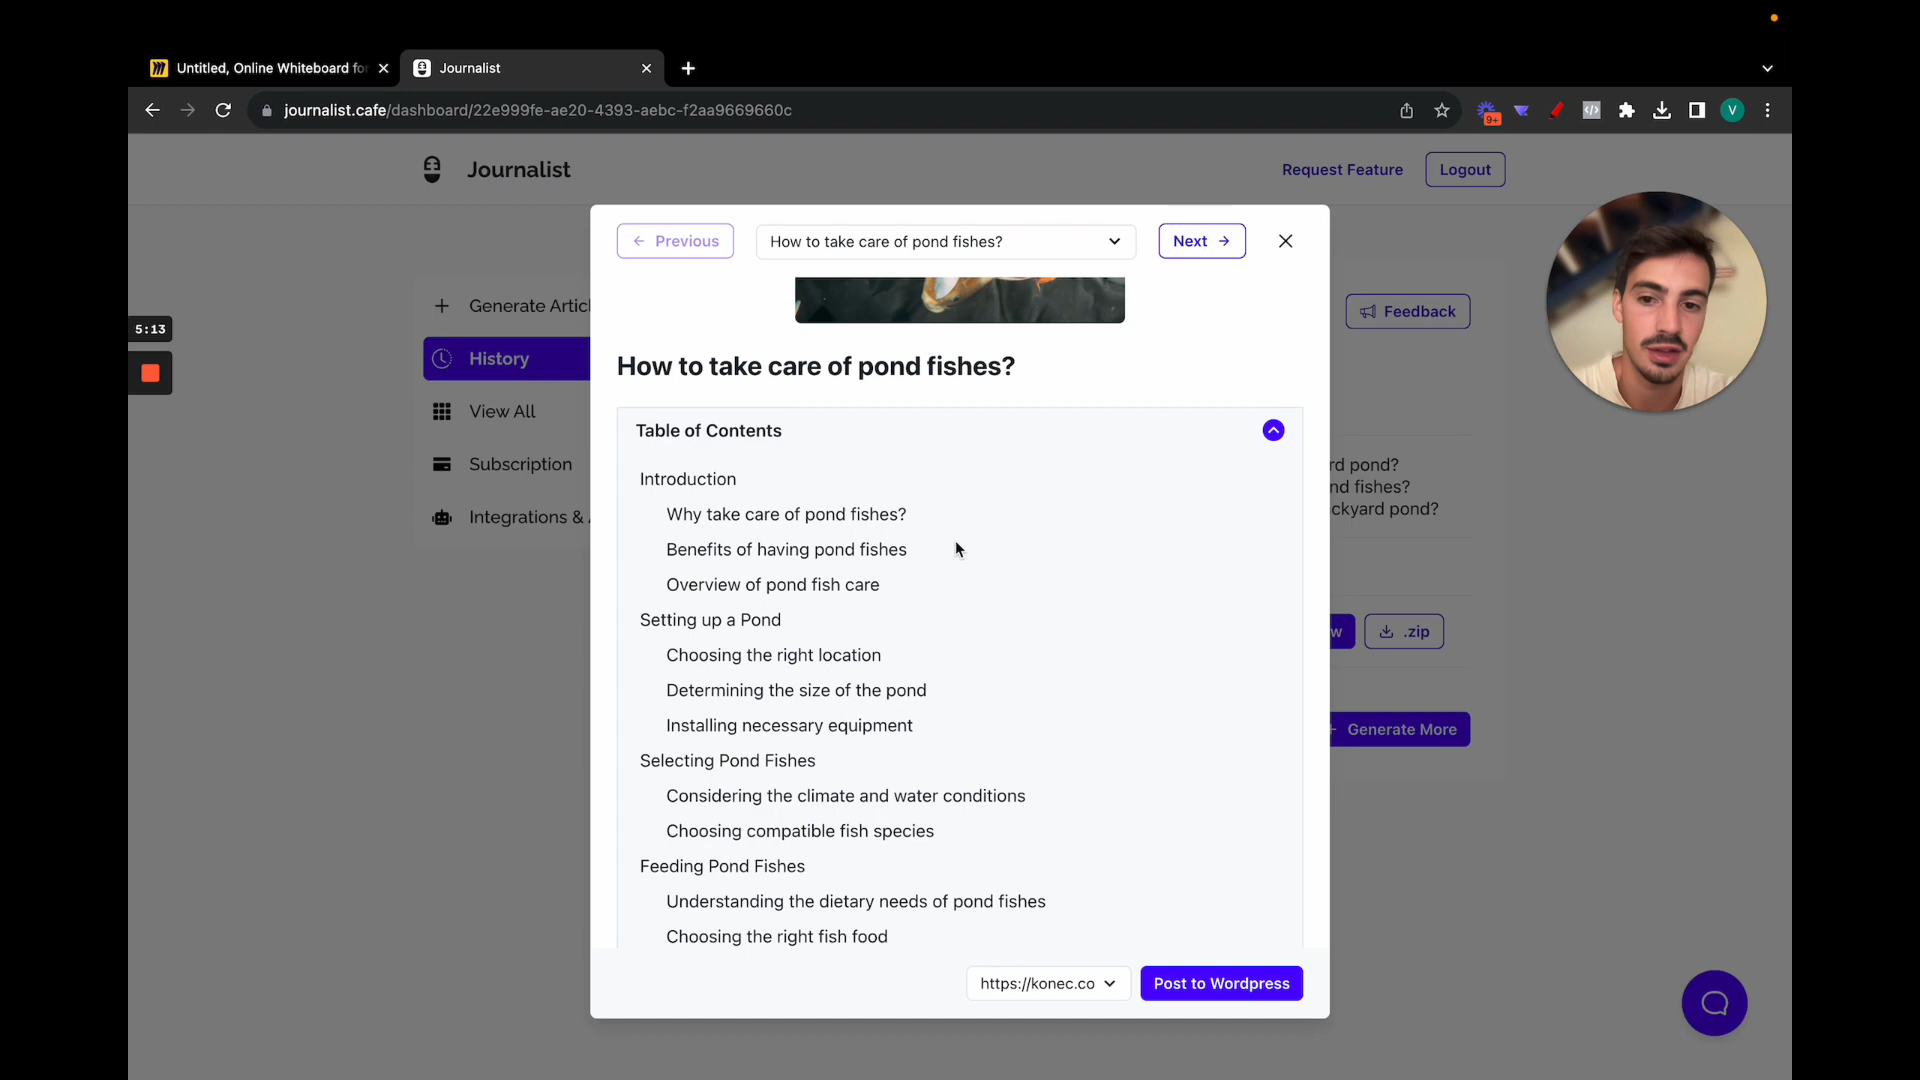 Untitled, Online Whiteboard for
Journalist
journalist.cafe/dashboard/22e999fe-ae20-4393-aebc-f2aa9669660c
9+
V
Journalist
Request Feature
Logout
Previous
How to take care of pond fishes?
Next
Generate Artic
Feedback
5:13
History
How to take care of pond fishes?
View All
Table of Contents
Subscription
rd pond?
Introduction
nd fishes?
Integrations &
ckyard pond?
Why take care of pond fishes?
Benefits of having pond fishes
Overview of pond fish care
Setting up a Pond
w
.zip
Choosing the right location
Determining the size of the pond
Installing necessary equipment
Generate More
Selecting Pond Fishes
Considering the climate and water conditions
Choosing compatible fish species
Feeding Pond Fishes
Understanding the dietary needs of pond fishes
Choosing the right fish food
https://konec.co
Post to Wordpress